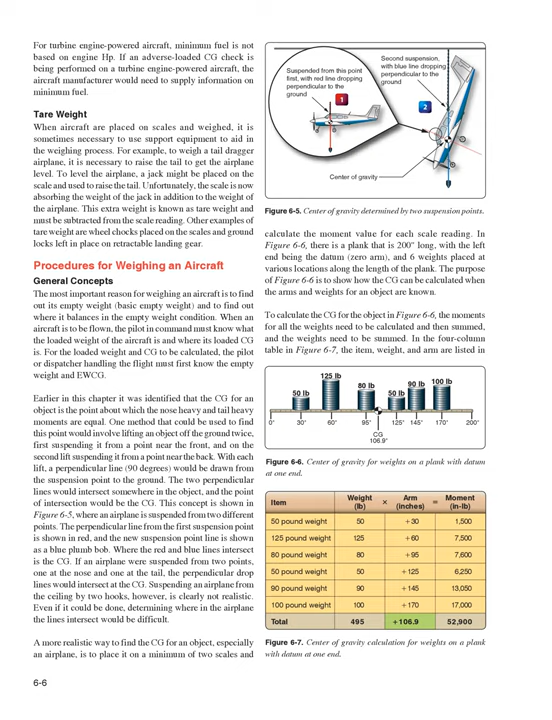 For turbine engine-powered aircraft, minimum fuel is not
based on engine Hp. If an adverse-loaded CG check is
being performed on a turbine engine-powered aircraft, the
aircraft manufacturer would need to supply information on
minimum fuel.
Tare Weight
When aircraft are placed on scales and weighed, it is
sometimes necessary to use support equipment to aid in
the weighing process. For example, to weigh a tail dragger
airplane, it is necessary to raise the tail to get the airplane
level. To level the airplane, a jack might be placed on the
scale and used to raise the tail. Unfortunately, the scale is now
absorbing the weight of the jack in addition to the weight of
the airplane. This extra weight is known as tare weight and
must be subtracted from the scale reading. Other examples of
tare weight are wheel chocks placed on the scales and ground
locks left in place on retractable landing gear.
Procedures for Weighing an Aircraft
General Concepts
The most important reason for weighing an aircraft is to find
out its empty weight (basic empty weight) and to find out
where it balances in the empty weight condition. When an
aircraft is to be flown, the pilot in command must know what
the loaded weight of the aircraft is and where its loaded CG
is. For the loaded weight and CG to be calculated, the pilot
or dispatcher handling the flight must first know the empty
weight and EWCG.
Earlier in this chapter it was identified that the CG for an
object is the point about which the nose heavy and tail heavy
moments are equal. One method that could be used to find
this point would involve lifting an object off the ground twice,
first suspending it from a point near the front, and on the
second lift suspending it from a point near the back. With each
lift, a perpendicular line (90 degrees) would be drawn from
the suspension point to the ground. The two perpendicular
lines would intersect somewhere in the object, and the point
of intersection would be the CG. This concept is shown in
Figure 6-5, where an airplane is suspended from two different
points. The perpendicular line from the first suspension point
is shown in red, and the new suspension point line is shown
as a blue plumb bob. Where the red and blue lines intersect
is the CG. If an airplane were suspended from two points,
one at the nose and one at the tail, the perpendicular drop
lines would intersect at the CG. Suspending an airplane from
the ceiling by two hooks, however, is clearly not realistic.
Even if it could be done, determining where in the airplane
the lines intersect would be difficult.
A more realistic way to find the CG for an object, especially
an airplane, is to place it on a minimum of two scales and
Suspended from this point
first, with red line dropping
perpendicular to the
ground
1
Second suspension,
with blue line dropping
perpendicular to the
ground
2
Center of gravity
Figure 6-5. Center of gravity determined by two suspension points.
calculate the moment value for each scale reading. In
Figure 6-6, there is a plank that is 200" long, with the left
end being the datum (zero arm), and 6 weights placed at
various locations along the length of the plank. The purpose
of Figure 6-6 is to show how the CG can be calculated when
the arms and weights for an object are known.
To calculate the CG for the object in Figure 6-6, the moments
for all the weights need to be calculated and then summed,
and the weights need to be summed. In the four-column
table in Figure 6-7, the item, weight, and arm are listed in
50 lb 125 lb 80 lb 50 lb 90 lb 100 lb
0" 30" 60" 95" 125" 145" 170" 200"
CG
106.9"
Figure 6-6. Center of gravity for weights on a plank with datum
at one end.
Item Weight (lb) × Arm (inches) = Moment (in-lb)
50 pound weight 50 +30 1,500
125 pound weight 125 +60 7,500
80 pound weight 80 +95 7,600
50 pound weight 50 +125 6,250
90 pound weight 90 +145 13,050
100 pound weight 100 +170 17,000
Total 495 +106.9 52,900
Figure 6-7. Center of gravity calculation for weights on a plank
with datum at one end.
6-6